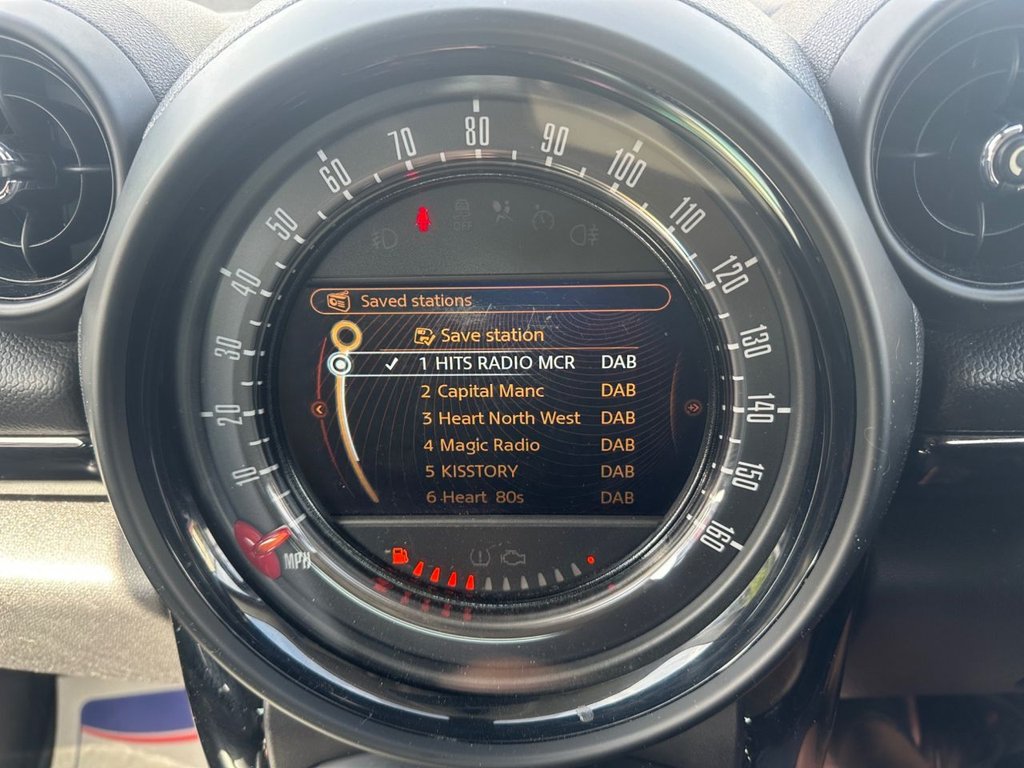 10
20
30
40
50
60
70
80
90
100
110
120
130
140
150
160
MPH
OFF
Saved stations
Save station
1 HITS RADIO MCR DAB
2 Capital Manc DAB
3 Heart North West DAB
4 Magic Radio DAB
5 KISSTORY DAB
6 Heart 80s DAB